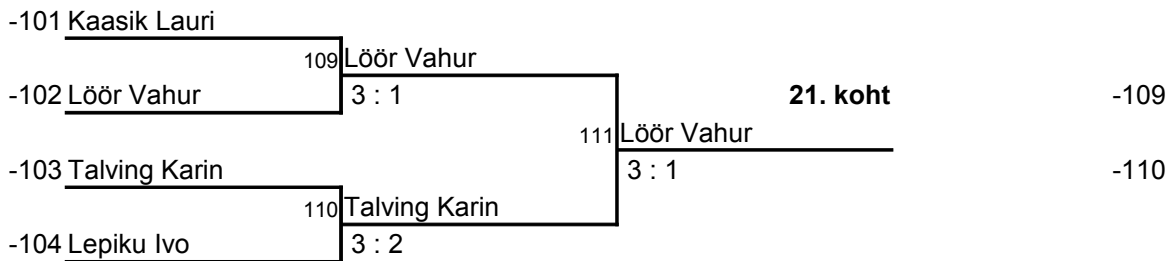 -101 Kaasik Lauri
109 Löör Vahur
-102 Löör Vahur 3 : 1 21. koht -109
111 Löör Vahur
-103 Talving Karin 3 : 1 -110
110 Talving Karin
-104 Lepiku Ivo 3 : 2